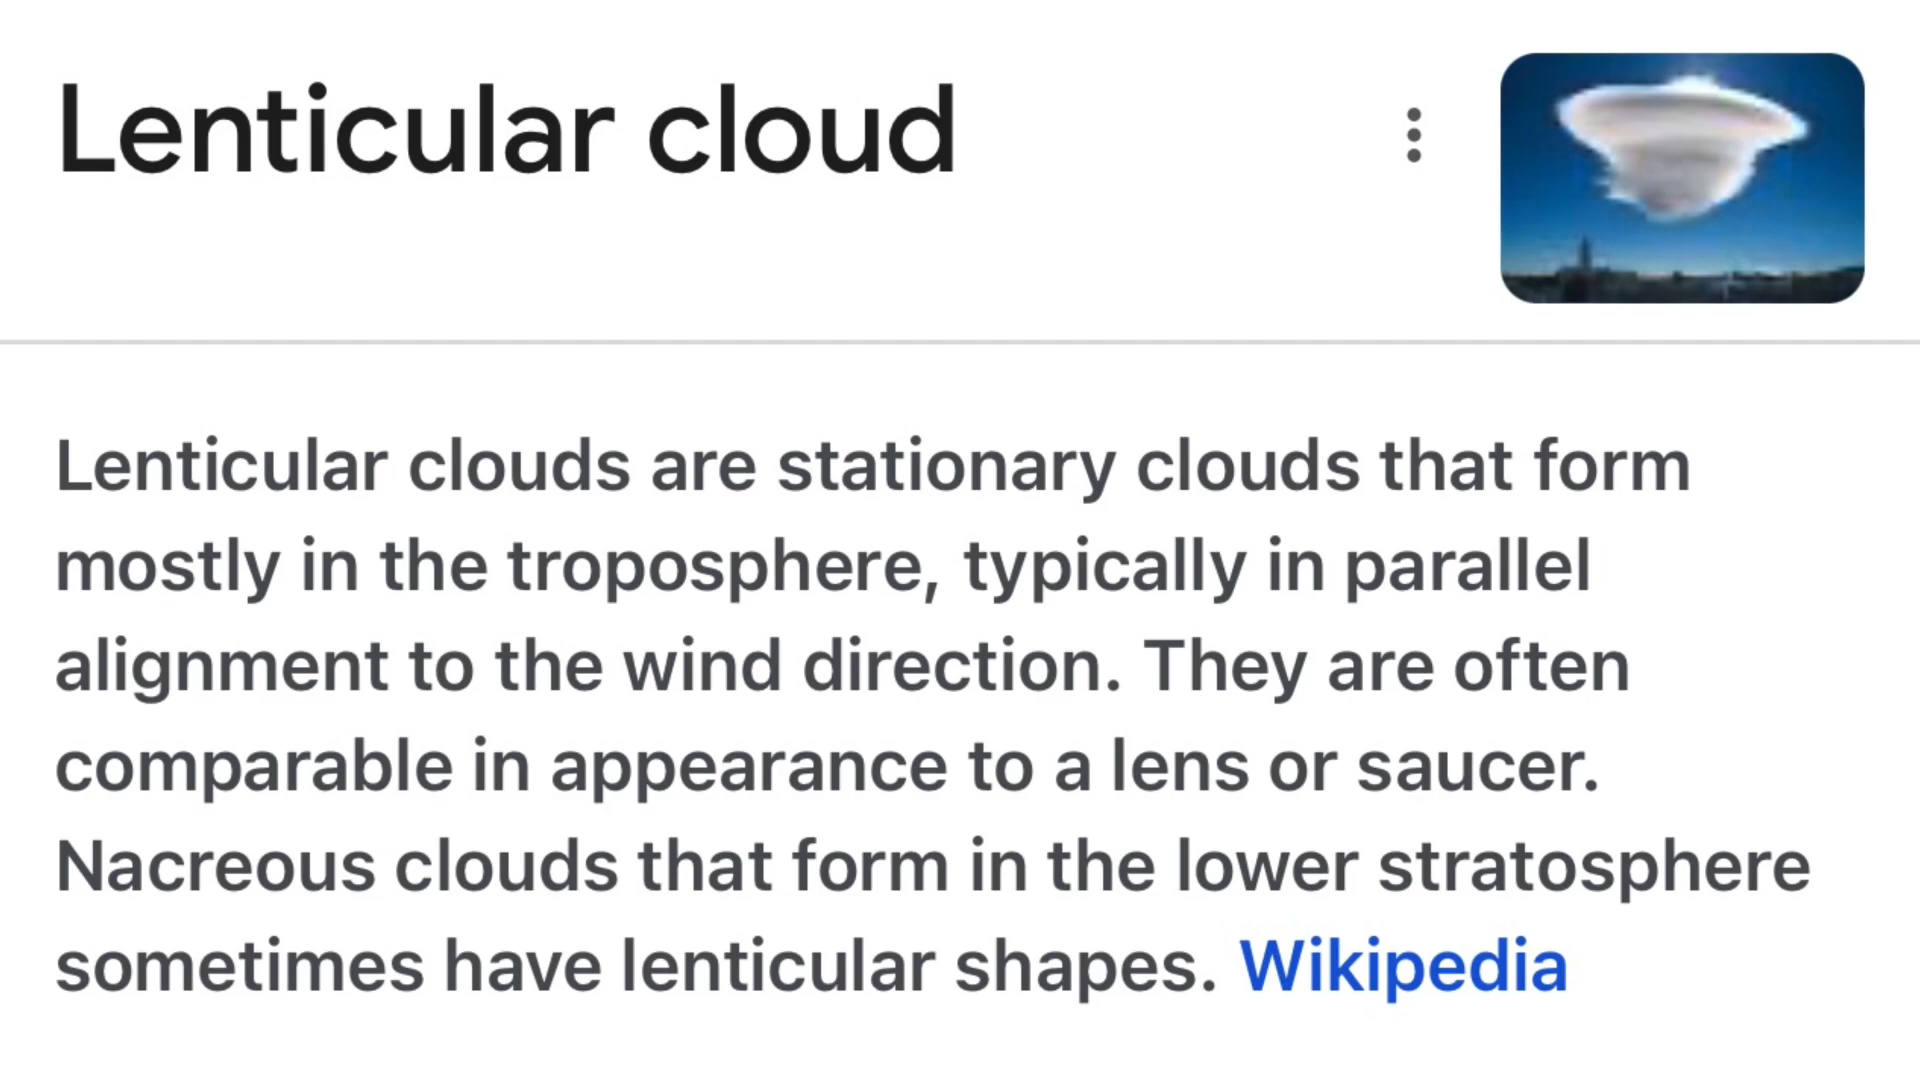 Lenticular cloud
Lenticular clouds are stationary clouds that form
mostly in the troposphere, typically in parallel
alignment to the wind direction. They are often
comparable in appearance to a lens or saucer.
Nacreous clouds that form in the lower stratosphere
sometimes have lenticular shapes. Wikipedia